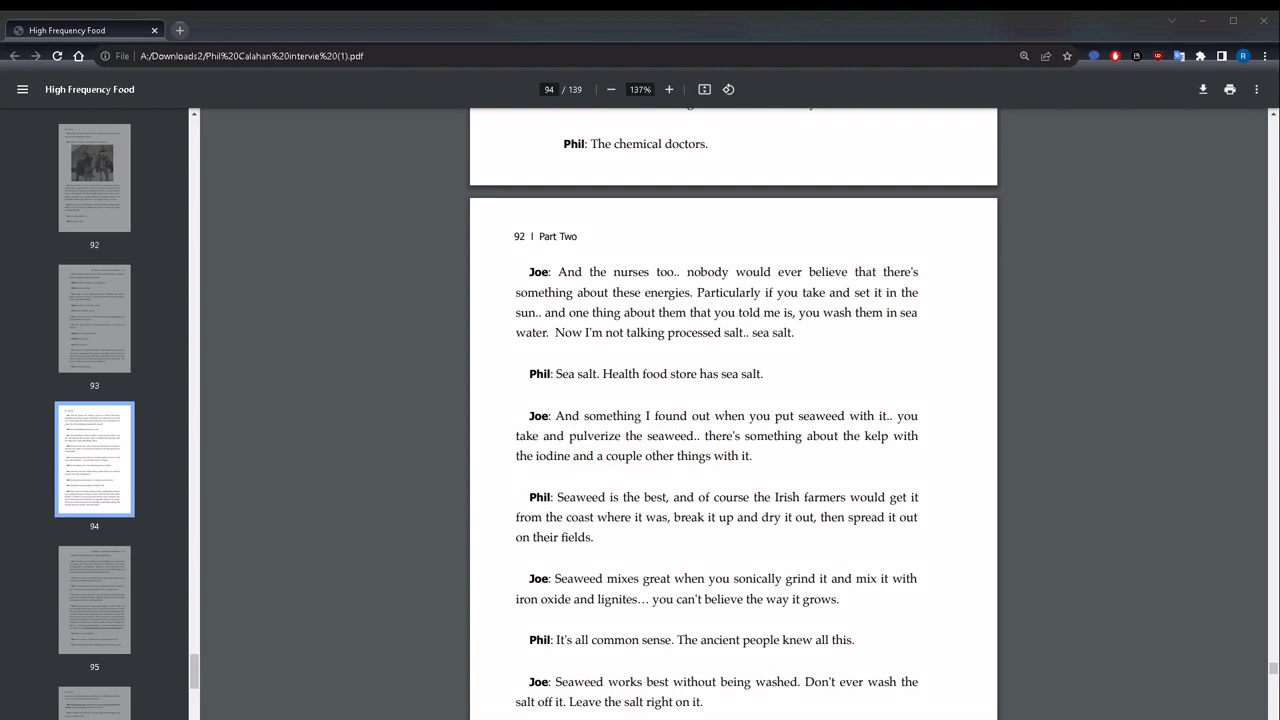 High Frequency Food
File
A:/Downloads2/Phil%20Calahan%20intervie%20(1).pdf
R
High Frequency Food
94 / 139
137%
92
93
94
95
Phil: The chemical doctors.
92 | Part Two
Joe: And the nurses too.. nobody would ever believe that there's
something about these energies. Particularly if you take and set it in the
sun.. and one thing about them that you told me is, you wash them in sea
water. Now I'm not talking processed salt.. sea salt.
Phil: Sea salt. Health food store has sea salt.
Joe: And something I found out when you put seaweed with it.. you
take and pulverize the seaweed.. there's something about the kelp with
the iodine and a couple other things with it.
Phil: Seaweed is the best, and of course the Irish farmers would get it
from the coast where it was, break it up and dry it out, then spread it out
on their fields.
Joe: Seaweed mixes great when you sonically grind it and mix it with
iron oxide and lignites… you can't believe the way it grows.
Phil: It's all common sense. The ancient people knew all this.
Joe: Seaweed works best without being washed. Don't ever wash the
salt off it. Leave the salt right on it.